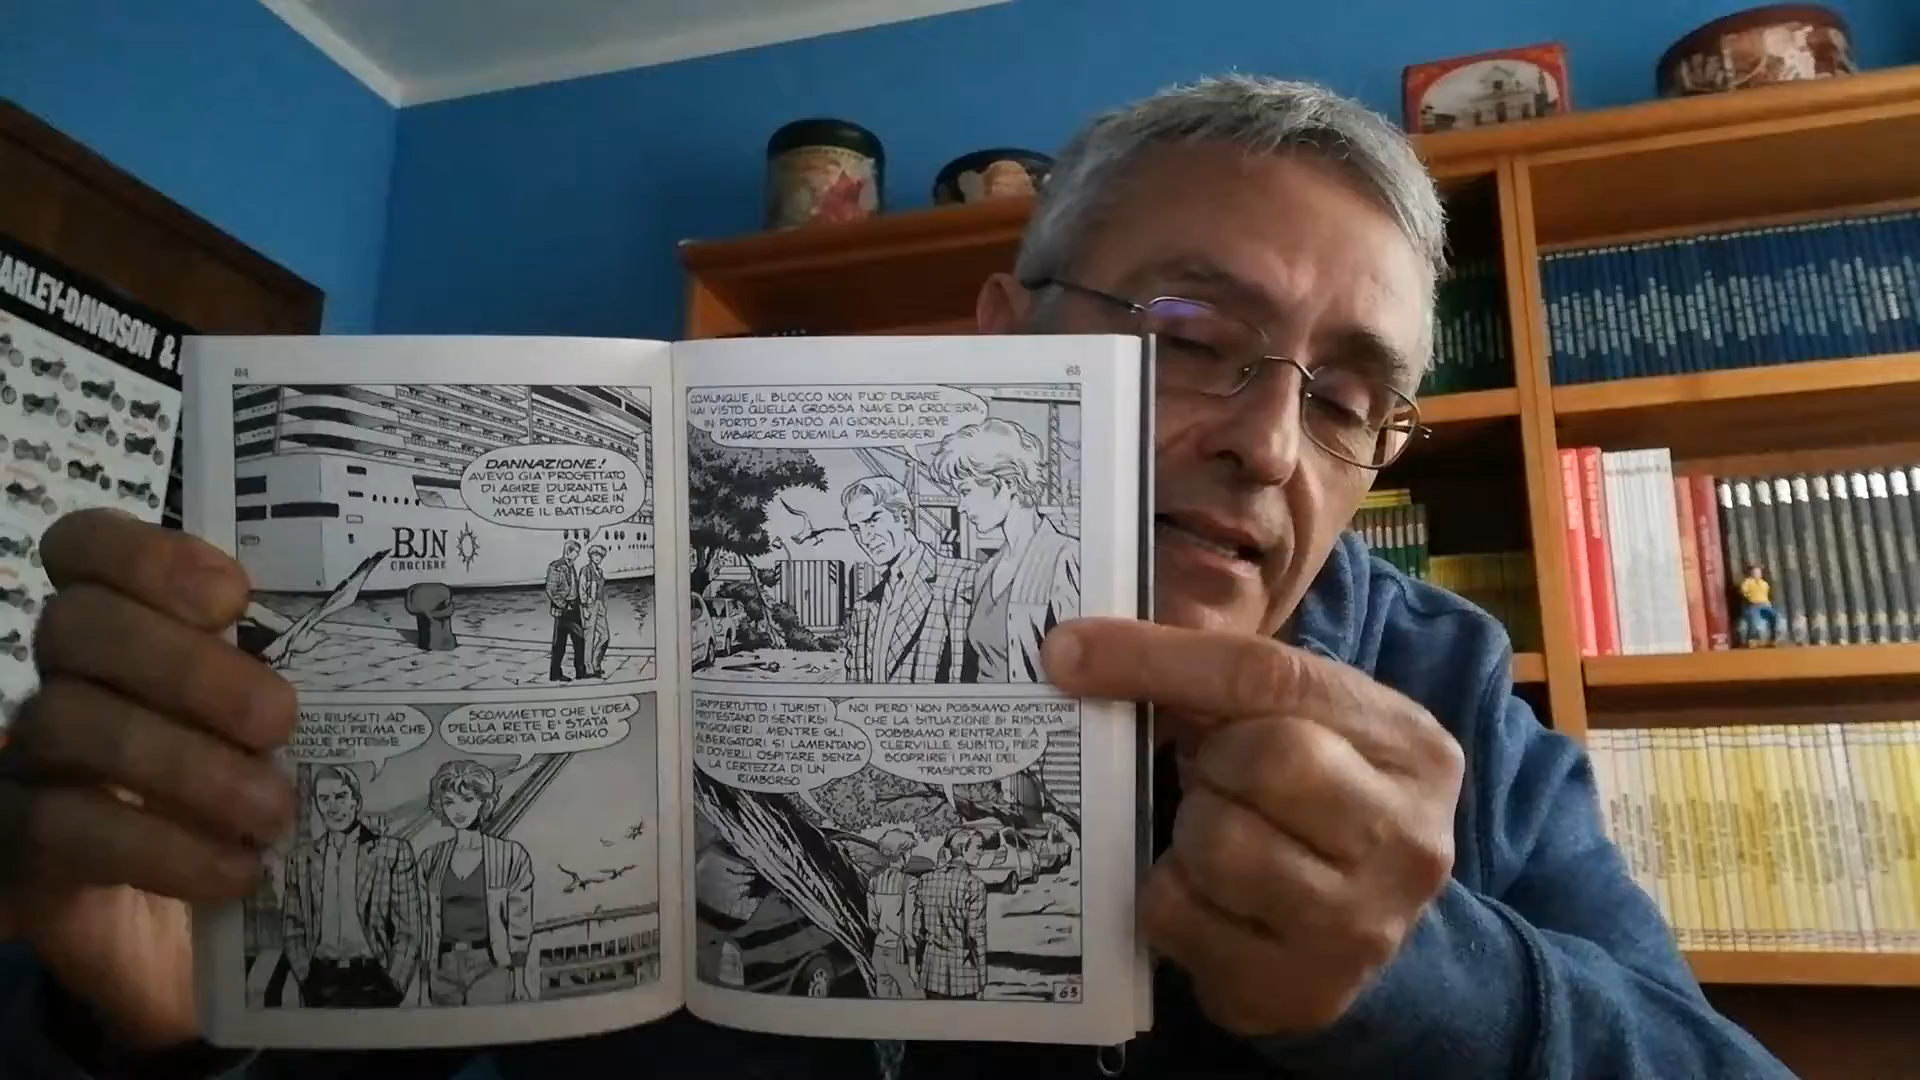 ARLEY-DAVIDSON &
64
DANNAZIONE!
AVEVO GIA' PROGETTATO
DI AGIRE DURANTE LA
NOTTE E CALARE IN
MARE IL BATISCAFO
BJN
CROCIERE
MO RIUSCITI AD
PRIMA CHE
POTESSE
SCOMMETTO CHE L'IDEA
DELLA RETE E' STATA
SUGGERITA DA GINKO
65
COMUNQUE, IL BLOCCO NON PUO' DURARE
HAI VISTO QUELLA GROSSA NAVE DA CROCIERA,
IN PORTO? STANDO AI GIORNALI, DEVE
IMBARCARE DUEMILA PASSEGGERI
DAPPERTUTTO I TURISTI
PROTESTANO DI SENTIRSI
PRIGIONIERI... MENTRE GLI
ALBERGATORI SI LAMENTANO
DI DOVERLI OSPITARE SENZA
LA CERTEZZA DI UN
RIMBORSO
NOI PERO' NON POSSIAMO ASPETTARE
CHE LA SITUAZIONE SI RISOLVA.
DOBBIAMO RIENTRARE A
CLERVILLE SUBITO, PER
SCOPRIRE I PIANI DEL
TRASPORTO
63